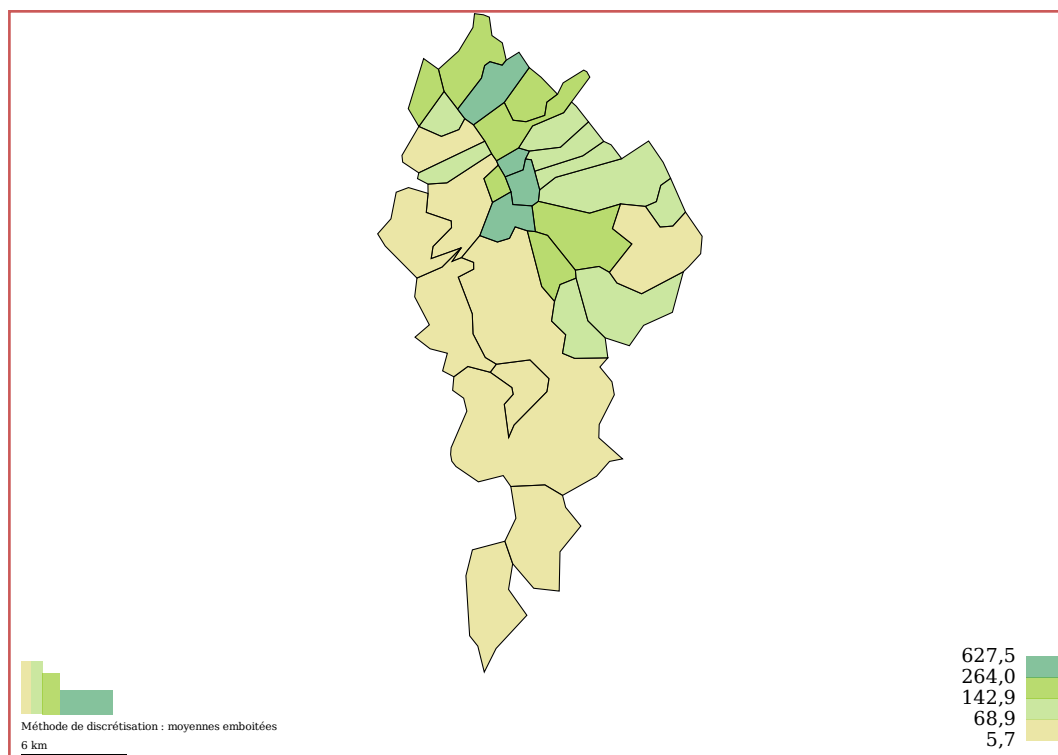 627,5
264,0
142,9
68,9
5,7
Méthode de discrétisation : moyennes emboitées
6 km